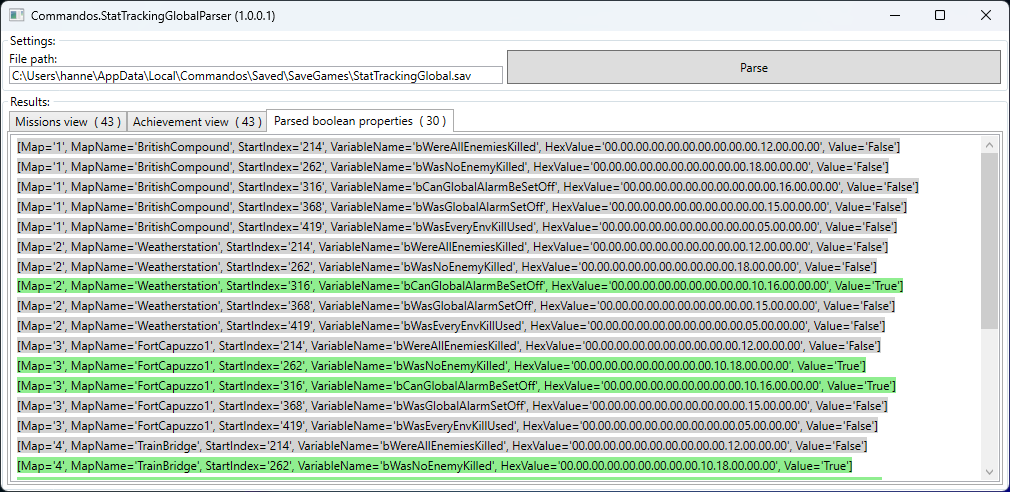 Commandos.StatTrackingGlobalParser (1.0.0.1)
Settings:
File path:
C:\Users\hanne\AppData\Local\Commandos\Saved\SaveGames\StatTrackingGlobal.sav
Parse
Results:
Missions view ( 43 )
Achievement view ( 43 )
Parsed boolean properties ( 30 )
[Map='1', MapName='BritishCompound', StartIndex='214', VariableName='bWereAllEnemiesKilled', HexValue='00.00.00.00.00.00.00.00.00.00.12.00.00.00', Value='False']
[Map='1', MapName='BritishCompound', StartIndex='262', VariableName='bWasNoEnemyKilled', HexValue='00.00.00.00.00.00.00.00.00.00.18.00.00.00', Value='False']
[Map='1', MapName='BritishCompound', StartIndex='316', VariableName='bCanGlobalAlarmBeSetOff', HexValue='00.00.00.00.00.00.00.00.00.00.16.00.00.00', Value='False']
[Map='1', MapName='BritishCompound', StartIndex='368', VariableName='bWasGlobalAlarmSetOff', HexValue='00.00.00.00.00.00.00.00.00.00.15.00.00.00', Value='False']
[Map='1', MapName='BritishCompound', StartIndex='419', VariableName='bWasEveryEnvKillUsed', HexValue='00.00.00.00.00.00.00.00.00.00.05.00.00.00', Value='False']
[Map='2', MapName='Weatherstation', StartIndex='214', VariableName='bWereAllEnemiesKilled', HexValue='00.00.00.00.00.00.00.00.00.00.12.00.00.00', Value='False']
[Map='2', MapName='Weatherstation', StartIndex='262', VariableName='bWasNoEnemyKilled', HexValue='00.00.00.00.00.00.00.00.00.00.18.00.00.00', Value='False']
[Map='2', MapName='Weatherstation', StartIndex='316', VariableName='bCanGlobalAlarmBeSetOff', HexValue='00.00.00.00.00.00.00.00.00.10.16.00.00.00', Value='True']
[Map='2', MapName='Weatherstation', StartIndex='368', VariableName='bWasGlobalAlarmSetOff', HexValue='00.00.00.00.00.00.00.00.00.00.15.00.00.00', Value='False']
[Map='2', MapName='Weatherstation', StartIndex='419', VariableName='bWasEveryEnvKillUsed', HexValue='00.00.00.00.00.00.00.00.00.00.05.00.00.00', Value='False']
[Map='3', MapName='FortCapuzzo1', StartIndex='214', VariableName='bWereAllEnemiesKilled', HexValue='00.00.00.00.00.00.00.00.00.00.12.00.00.00', Value='False']
[Map='3', MapName='FortCapuzzo1', StartIndex='262', VariableName='bWasNoEnemyKilled', HexValue='00.00.00.00.00.00.00.00.00.10.18.00.00.00', Value='True']
[Map='3', MapName='FortCapuzzo1', StartIndex='316', VariableName='bCanGlobalAlarmBeSetOff', HexValue='00.00.00.00.00.00.00.00.00.10.16.00.00.00', Value='True']
[Map='3', MapName='FortCapuzzo1', StartIndex='368', VariableName='bWasGlobalAlarmSetOff', HexValue='00.00.00.00.00.00.00.00.00.00.15.00.00.00', Value='False']
[Map='3', MapName='FortCapuzzo1', StartIndex='419', VariableName='bWasEveryEnvKillUsed', HexValue='00.00.00.00.00.00.00.00.00.00.05.00.00.00', Value='False']
[Map='4', MapName='TrainBridge', StartIndex='214', VariableName='bWereAllEnemiesKilled', HexValue='00.00.00.00.00.00.00.00.00.00.12.00.00.00', Value='False']
[Map='4', MapName='TrainBridge', StartIndex='262', VariableName='bWasNoEnemyKilled', HexValue='00.00.00.00.00.00.00.00.00.10.18.00.00.00', Value='True']